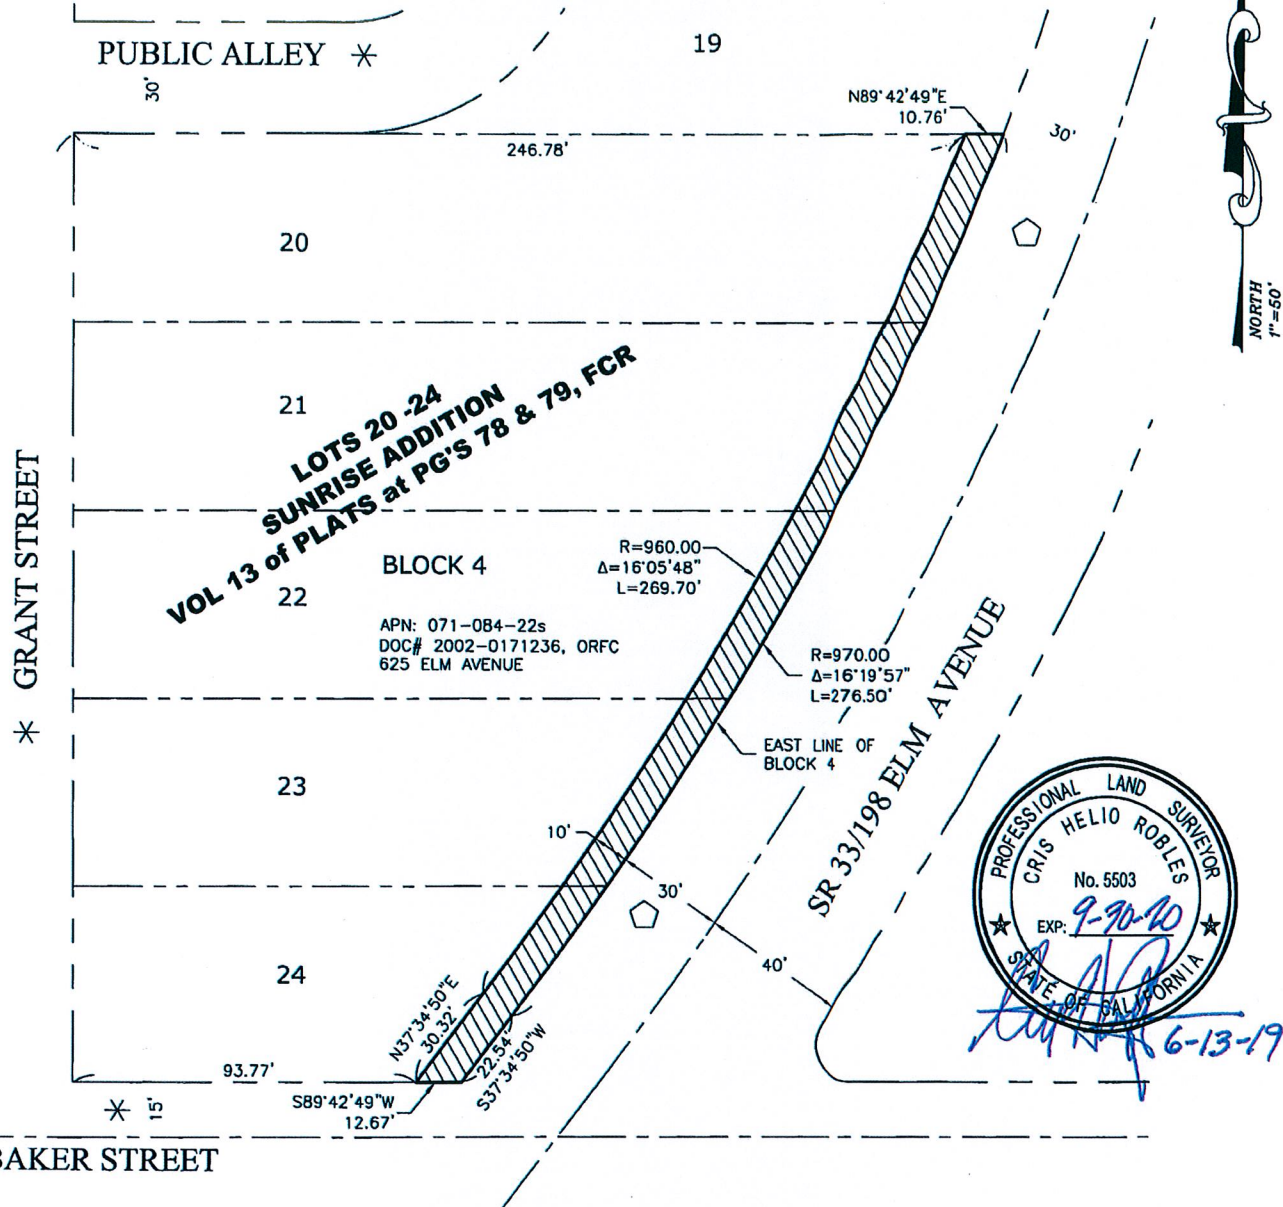 PUBLIC ALLEY *
30'
19
N89°42'49"E
10.76'
30'
246.78'
NORTH
1"=50'
20
21
LOTS 20 -24
SUNRISE ADDITION
VOL 13 of PLATS at PG'S 78 & 79, FCR
* GRANT STREET
BLOCK 4
22
APN: 071-084-22s
DOC# 2002-0171236, ORFC
625 ELM AVENUE
R=960.00
Δ=16°05'48"
L=269.70'
R=970.00
Δ=16°19'57"
L=276.50'
EAST LINE OF
BLOCK 4
SR 33/198 ELM AVENUE
23
10'
30'
40'
24
N37°34'50"E
30.32'
22.54'
S37°34'50"W
93.77'
S89°42'49"W
12.67'
* 15'
BAKER STREET
PROFESSIONAL LAND SURVEYOR
CRIS HELIO ROBLES
No. 5503
EXP: 9-30-20
STATE OF CALIFORNIA
6-13-19